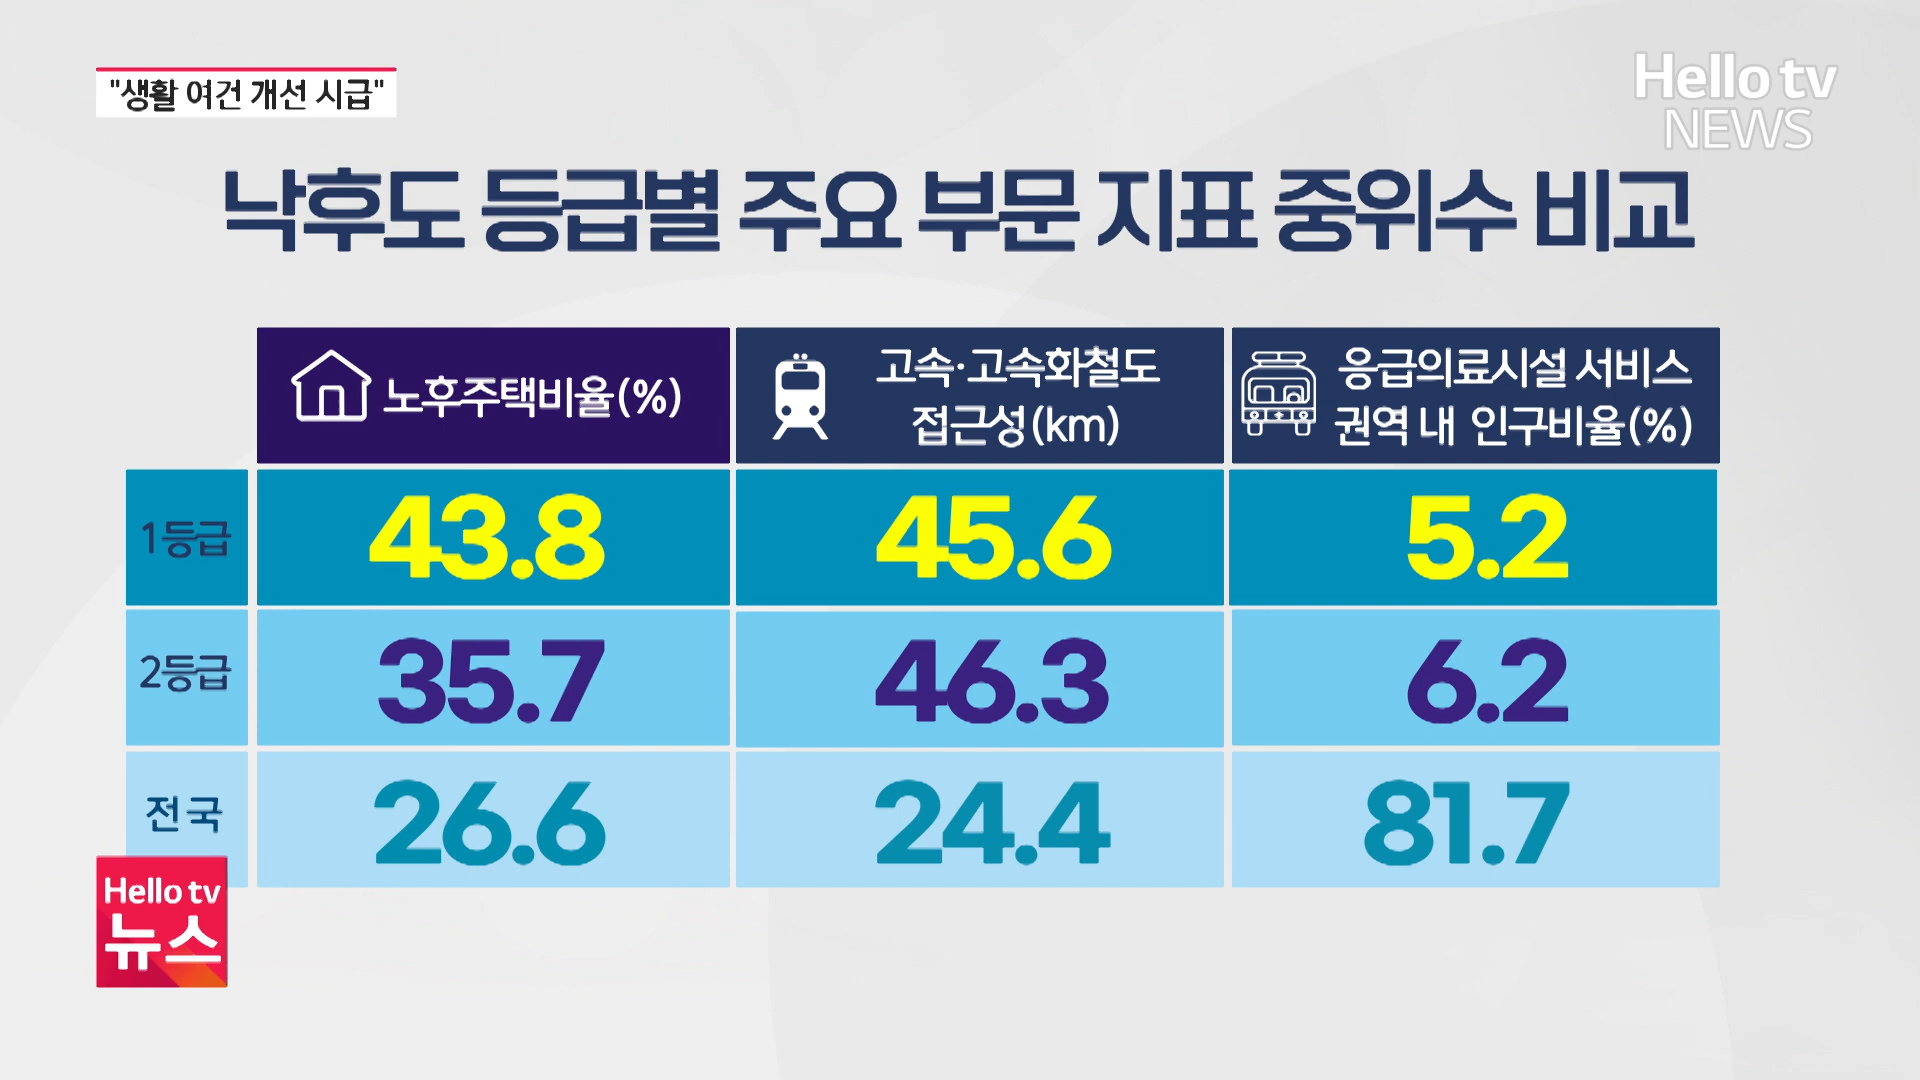 "생활 여건 개선 시급"
Hello tv
NEWS
낙후도 등급별 주요 부문 지표 중위수 비교
노후주택비율(%)
고속·고속화철도
접근성(km)
응급의료시설 서비스
권역 내 인구비율(%)
1등급 43.8 45.6 5.2
2등급 35.7 46.3 6.2
전국 26.6 24.4 81.7
Hello tv
뉴스